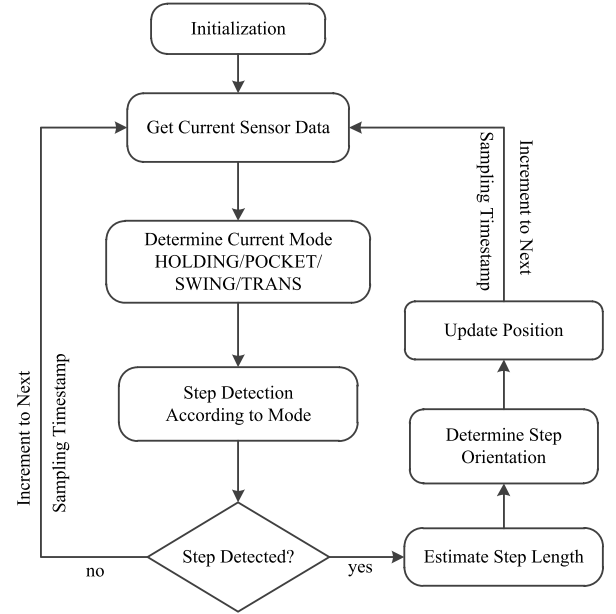 Initialization
Get Current Sensor Data
Determine Current Mode
HOLDING/POCKET/
SWING/TRANS
Step Detection
According to Mode
Step Detected?
no
yes
Increment to Next
Sampling Timestamp
Estimate Step Length
Determine Step
Orientation
Update Position
Increment to Next
Sampling Timestamp